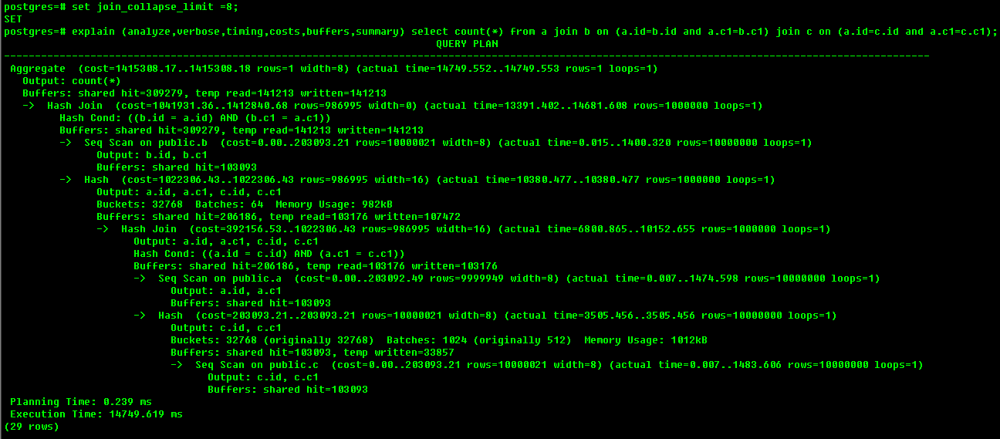 postgres=# set join_collapse_limit =8;
SET
postgres=# explain (analyze,verbose,timing,costs,buffers,summary) select count(*) from a join b on (a.id=b.id and a.c1=b.c1) join c on (a.id=c.id and a.c1=c.c1);
QUERY PLAN
------------------------------------------------------------------------------------------------------------------------------------------------------
Aggregate  (cost=1415308.17..1415308.18 rows=1 width=8) (actual time=14749.552..14749.553 rows=1 loops=1)
Output: count(*)
Buffers: shared hit=309279, temp read=141213 written=141213
->  Hash Join  (cost=1041931.36..1412840.68 rows=986995 width=0) (actual time=13391.402..14681.608 rows=1000000 loops=1)
Hash Cond: ((b.id = a.id) AND (b.c1 = a.c1))
Buffers: shared hit=309279, temp read=141213 written=141213
->  Seq Scan on public.b  (cost=0.00..203093.21 rows=10000021 width=8) (actual time=0.015..1400.320 rows=10000000 loops=1)
Output: b.id, b.c1
Buffers: shared hit=103093
->  Hash  (cost=1022306.43..1022306.43 rows=986995 width=16) (actual time=10380.477..10380.477 rows=1000000 loops=1)
Output: a.id, a.c1, c.id, c.c1
Buckets: 32768  Batches: 64  Memory Usage: 982kB
Buffers: shared hit=206186, temp read=103176 written=107472
->  Hash Join  (cost=392156.53..1022306.43 rows=986995 width=16) (actual time=6800.865..10152.655 rows=1000000 loops=1)
Output: a.id, a.c1, c.id, c.c1
Hash Cond: ((a.id = c.id) AND (a.c1 = c.c1))
Buffers: shared hit=206186, temp read=103176 written=103176
->  Seq Scan on public.a  (cost=0.00..203092.49 rows=9999949 width=8) (actual time=0.007..1474.598 rows=10000000 loops=1)
Output: a.id, a.c1
Buffers: shared hit=103093
->  Hash  (cost=203093.21..203093.21 rows=10000021 width=8) (actual time=3505.456..3505.456 rows=10000000 loops=1)
Output: c.id, c.c1
Buckets: 32768 (originally 32768)  Batches: 1024 (originally 512)  Memory Usage: 1012kB
Buffers: shared hit=103093, temp written=33857
->  Seq Scan on public.c  (cost=0.00..203093.21 rows=10000021 width=8) (actual time=0.007..1483.606 rows=10000000 loops=1)
Output: c.id, c.c1
Buffers: shared hit=103093
Planning Time: 0.239 ms
Execution Time: 14749.619 ms
(29 rows)